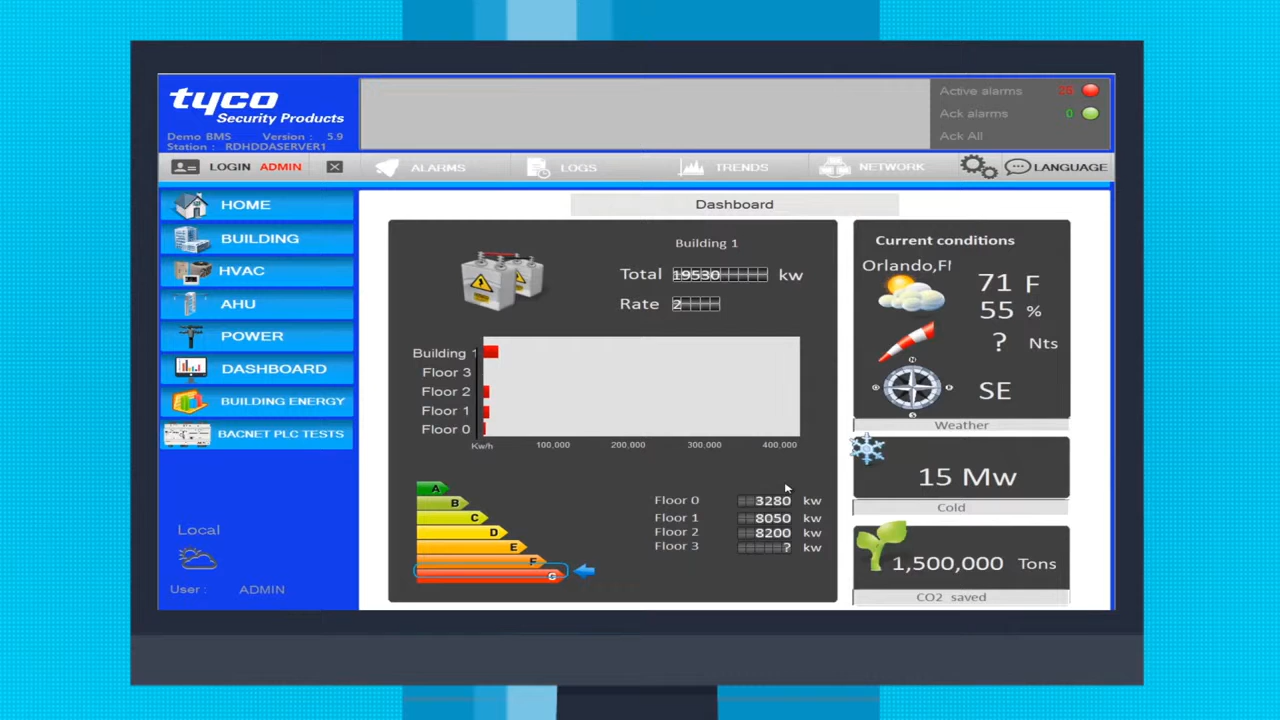 tyco
Security Products
Demo BMS Version : 5.9
Station : RDHDDASERVER1
Active alarms
Ack alarms 0
Ack All
LOGIN ADMIN
ALARMS
LOGS
TRENDS
NETWORK
LANGUAGE
HOME
BUILDING
HVAC
AHU
POWER
DASHBOARD
BUILDING ENERGY
BACNET PLC TESTS
Local
User : ADMIN
Dashboard
Building 1
Total 19530 kw
Rate 2
Building 1
Floor 3
Floor 2
Floor 1
Floor 0
Kw/h 100,000 200,000 300,000 400,000
A
B
C
D
E
F
G
Floor 0 3280 kw
Floor 1 8050 kw
Floor 2 8200 kw
Floor 3 ? kw
Current conditions
Orlando,Fl
71 F
55 %
? Nts
N
SE
Weather
15 Mw
Cold
1,500,000 Tons
CO2 saved